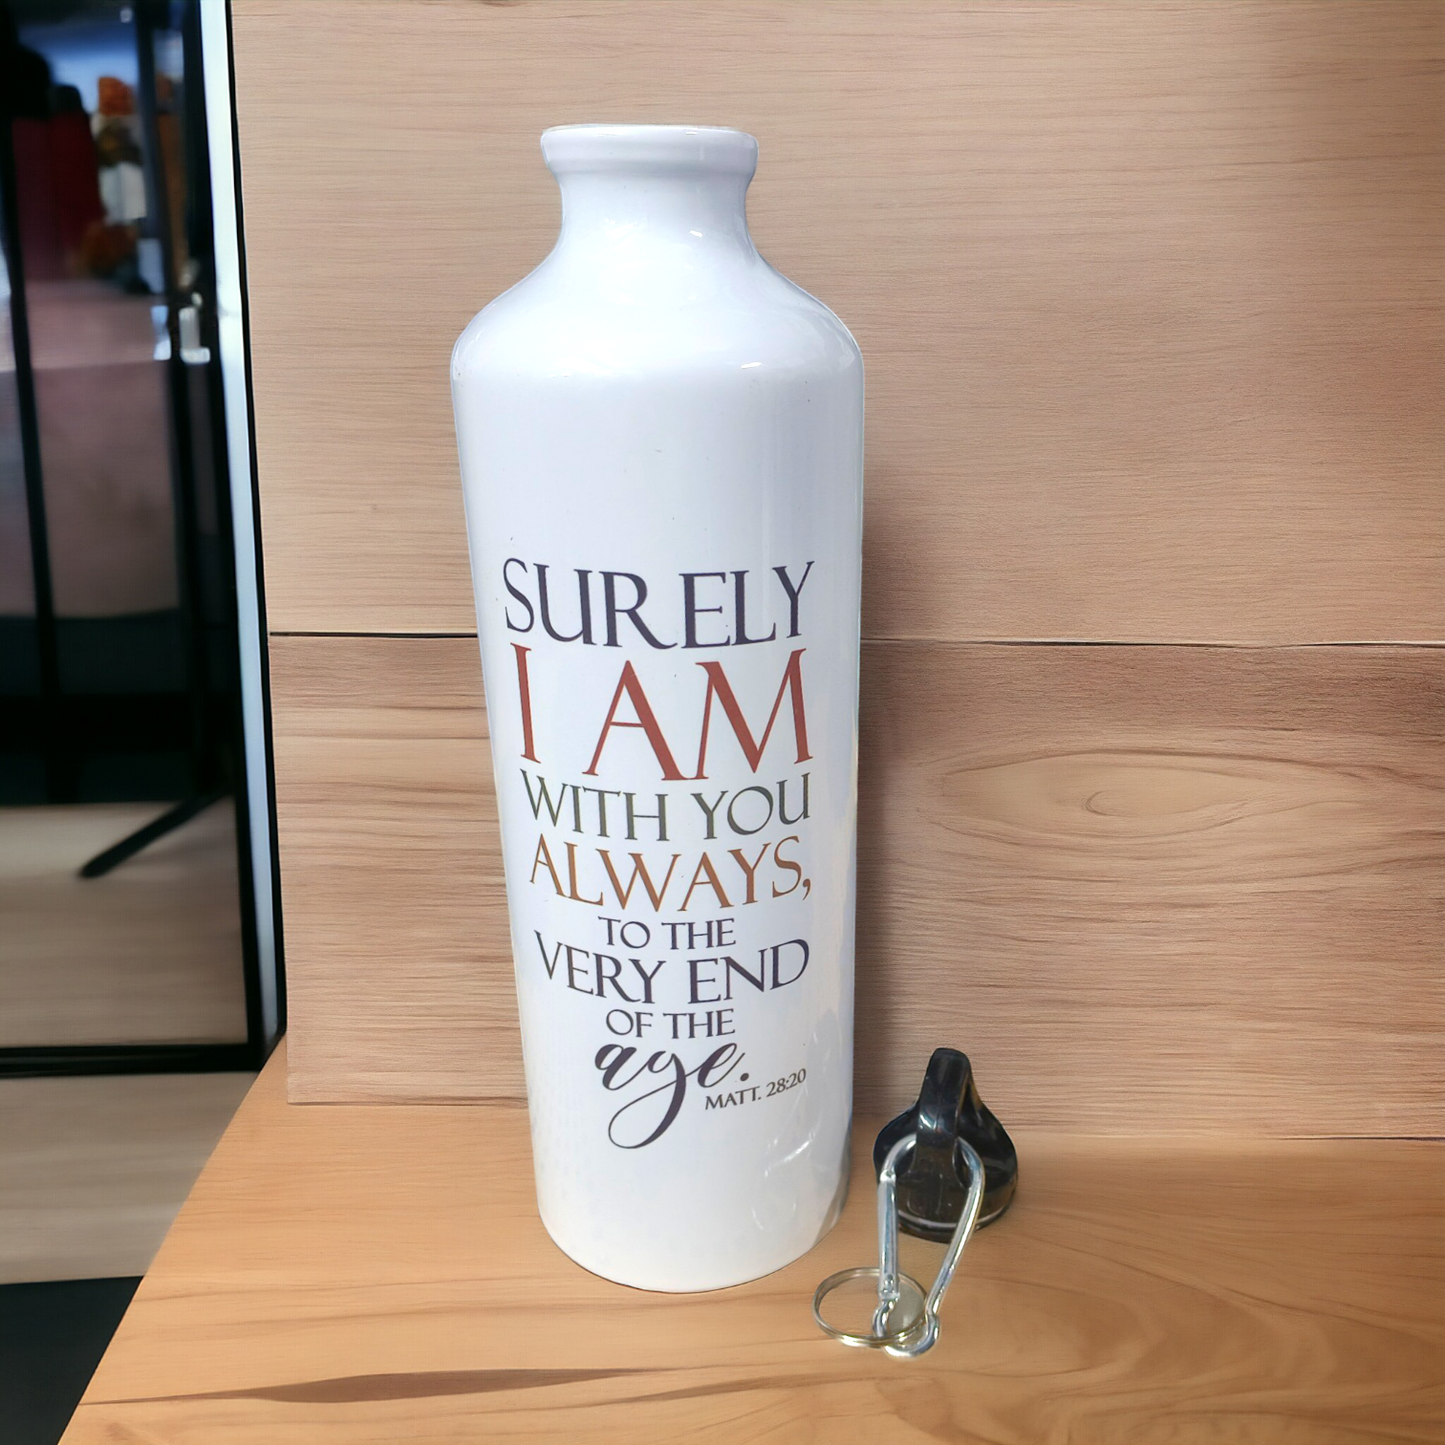 SURELY
I AM
WITH YOU
ALWAYS,
TO THE
VERY END
OF THE
age.
MATT. 28:20